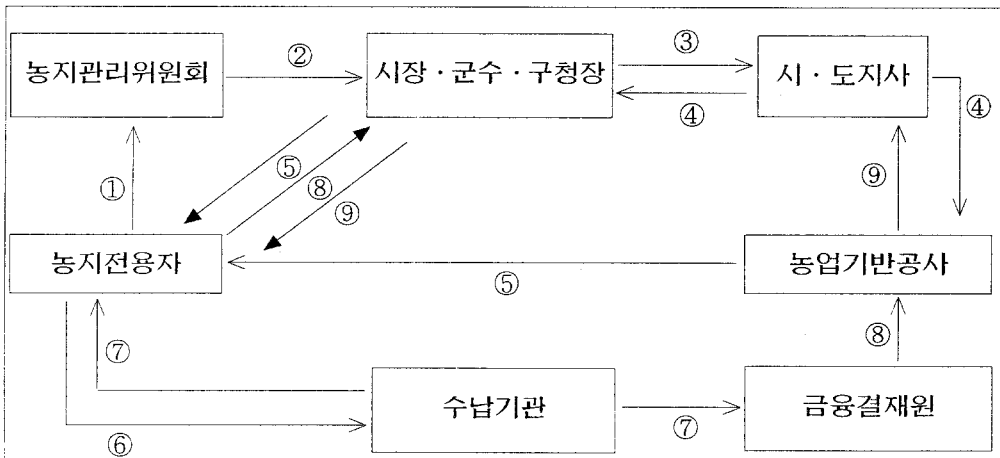 농지관리위원회
②
시장·군수·구청장
③
④
시·도지사
④
①
⑤
⑧
⑨
⑨
농지전용자
⑤
농업기반공사
⑦
⑧
⑥
수납기관
⑦
금융결재원